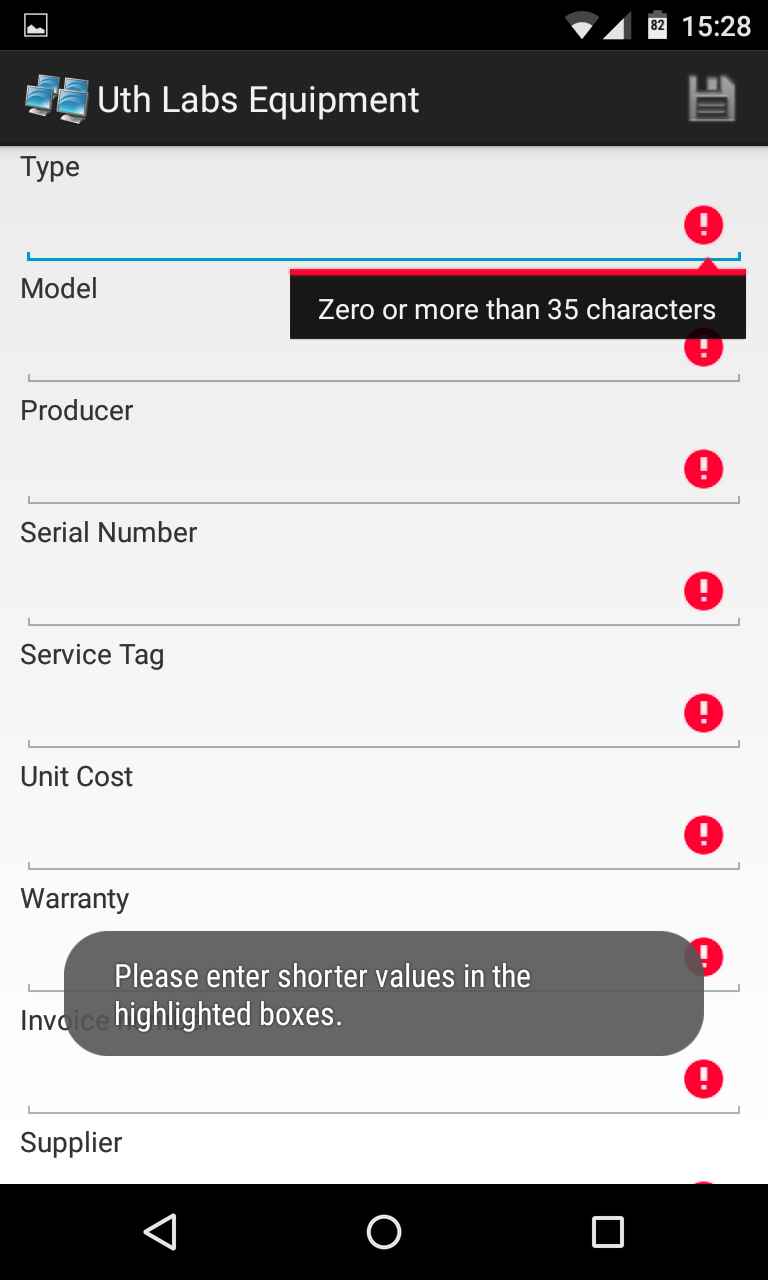 82 15:28
Uth Labs Equipment
Type
Model
Zero or more than 35 characters
Producer
Serial Number
Service Tag
Unit Cost
Warranty
Please enter shorter values in the
highlighted boxes.
Invoice Number
Supplier